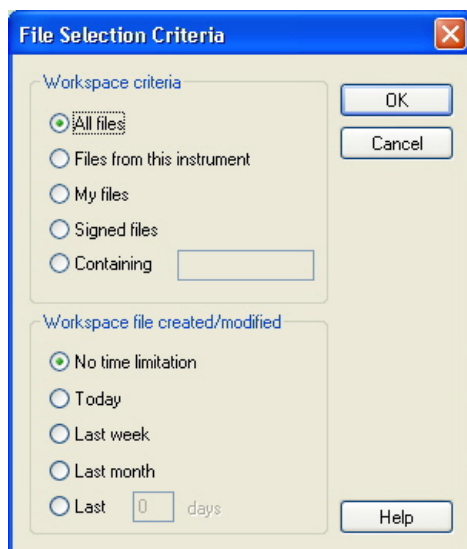 File Selection Criteria
Workspace criteria
All files
Files from this instrument
My files
Signed files
Containing
OK
Cancel
Workspace file created/modified
No time limitation
Today
Last week
Last month
Last 0 days
Help